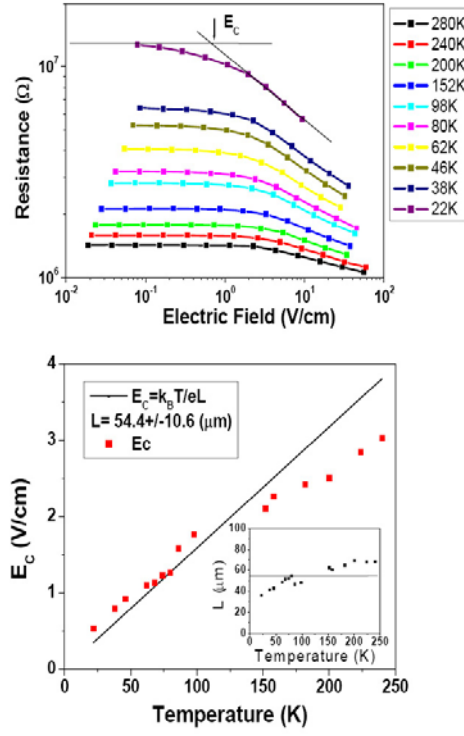 E_C
10^7
10^6
Resistance (Ω)
10^-2 10^-1 10^0 10^1 10^2
Electric Field (V/cm)
280K
240K
200K
152K
98K
80K
62K
46K
38K
22K
4
3
2
1
0
E_C (V/cm)
E_C=k_BT/eL
L= 54.4+/-10.6 (μm)
Ec
100
80
60
40
20
0
L (μm)
0 50 100 150 200 250
Temperature (K)
0 50 100 150 200 250
Temperature (K)